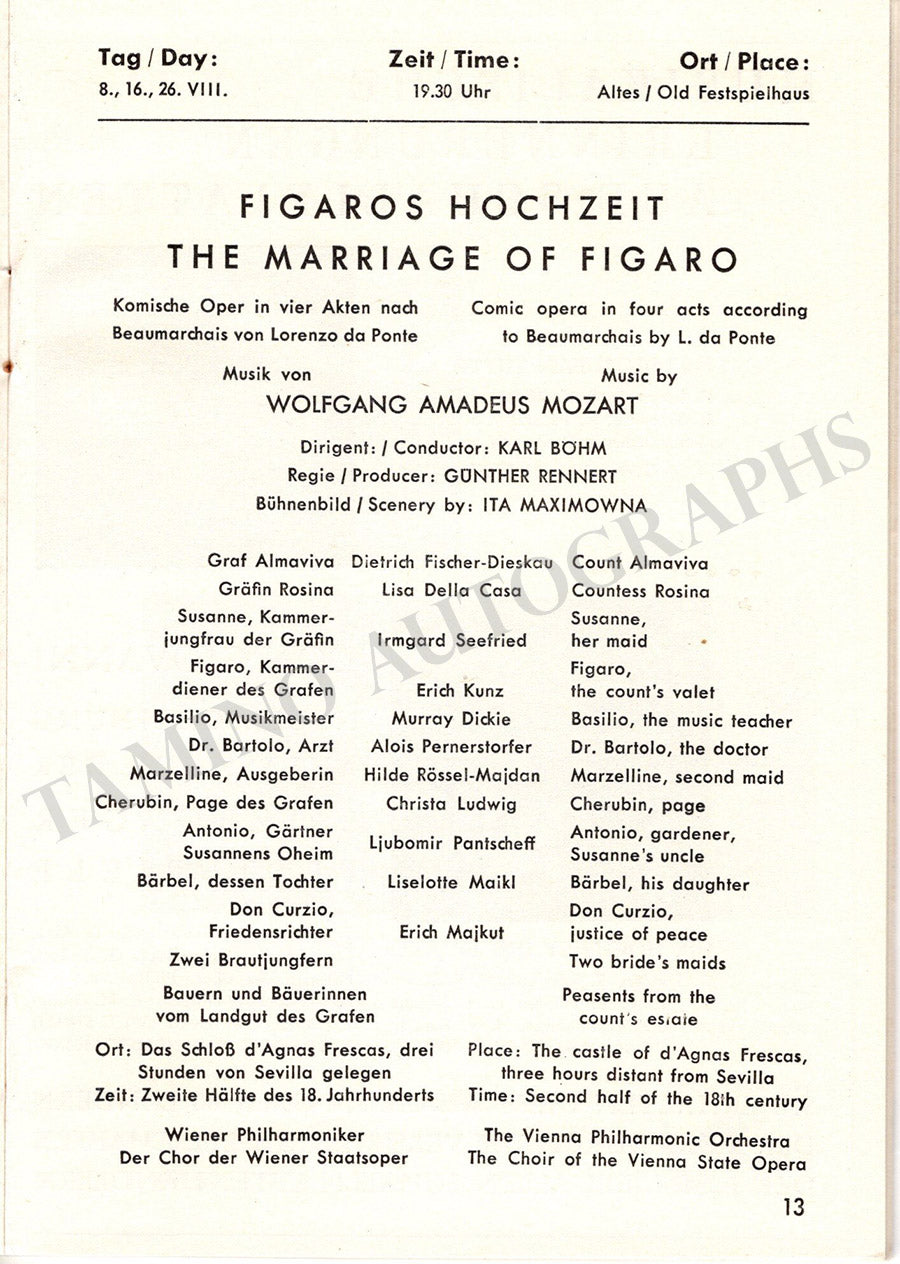 Tag / Day: Zeit / Time: Ort / Place:
8., 16., 26. VIII. 19.30 Uhr Altes / Old Festspielhaus
FIGAROS HOCHZEIT
THE MARRIAGE OF FIGARO
Komische Oper in vier Akten nach Comic opera in four acts according
Beaumarchais von Lorenzo da Ponte to Beaumarchais by L. da Ponte
Musik von Music by
WOLFGANG AMADEUS MOZART
Dirigent: / Conductor: KARL BÖHM
Regie / Producer: GÜNTHER RENNERT
Bühnenbild / Scenery by: ITA MAXIMOWNA
Graf Almaviva Dietrich Fischer-Dieskau Count Almaviva
Gräfin Rosina Lisa Della Casa Countess Rosina
Susanne, Kammer- Susanne,
jungfrau der Gräfin Irmgard Seefried her maid
Figaro, Kammer- Figaro,
diener des Grafen Erich Kunz the count's valet
Basilio, Musikmeister Murray Dickie Basilio, the music teacher
Dr. Bartolo, Arzt Alois Pernerstorfer Dr. Bartolo, the doctor
Marzelline, Ausgeberin Hilde Rössel-Majdan Marzelline, second maid
Cherubin, Page des Grafen Christa Ludwig Cherubin, page
Antonio, Gärtner Antonio, gardener,
Susannens Oheim Ljubomir Pantscheff Susanne's uncle
Bärbel, dessen Tochter Liselotte Maikl Bärbel, his daughter
Don Curzio, Don Curzio,
Friedensrichter Erich Majkut justice of peace
Zwei Brautjungfern Two bride's maids
Bauern und Bäuerinnen Peasents from the
vom Landgut des Grafen count's estate
Ort: Das Schloß d'Agnas Frescas, drei Place: The castle of d'Agnas Frescas,
Stunden von Sevilla gelegen three hours distant from Sevilla
Zeit: Zweite Hälfte des 18. Jahrhunderts Time: Second half of the 18th century
Wiener Philharmoniker The Vienna Philharmonic Orchestra
Der Chor der Wiener Staatsoper The Choir of the Vienna State Opera
13
TAMINO AUTOGRAPHS